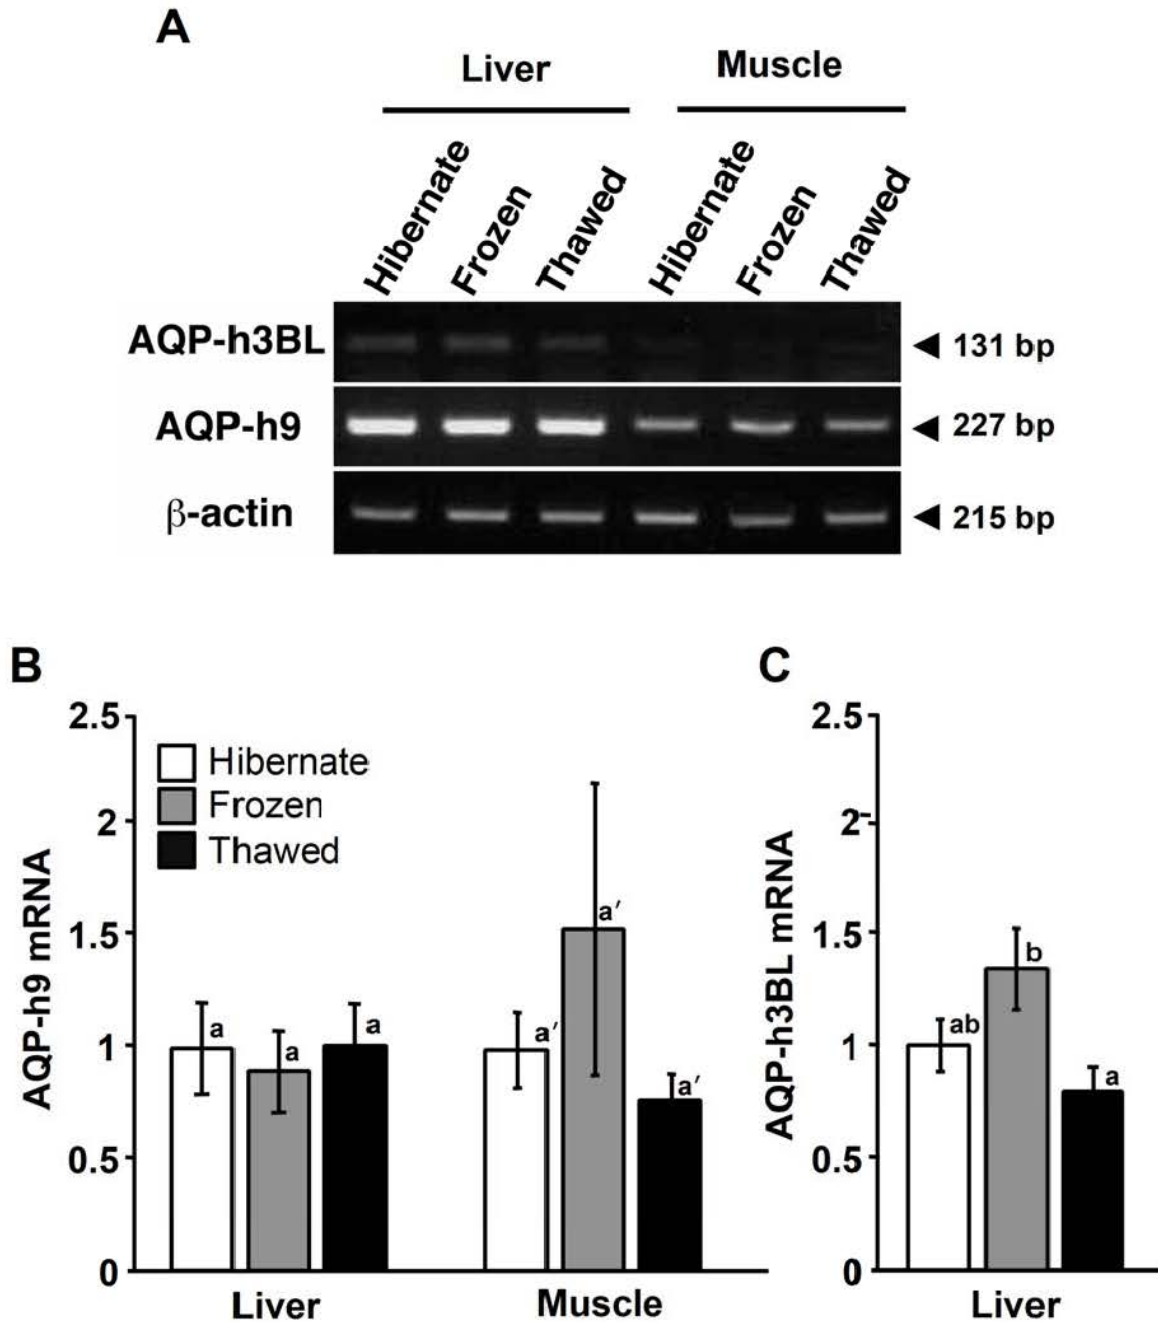 A
Liver Muscle
Hibernate Frozen Thawed Hibernate Frozen Thawed
AQP-h3BL ◀ 131 bp
AQP-h9 ◀ 227 bp
β-actin ◀ 215 bp
B
2.5
2
1.5
1
0.5
0
AQP-h9 mRNA
Hibernate
Frozen
Thawed
a a a a′ a′ a′
Liver Muscle
C
2.5
2
1.5
1
0.5
0
AQP-h3BL mRNA
ab b a
Liver